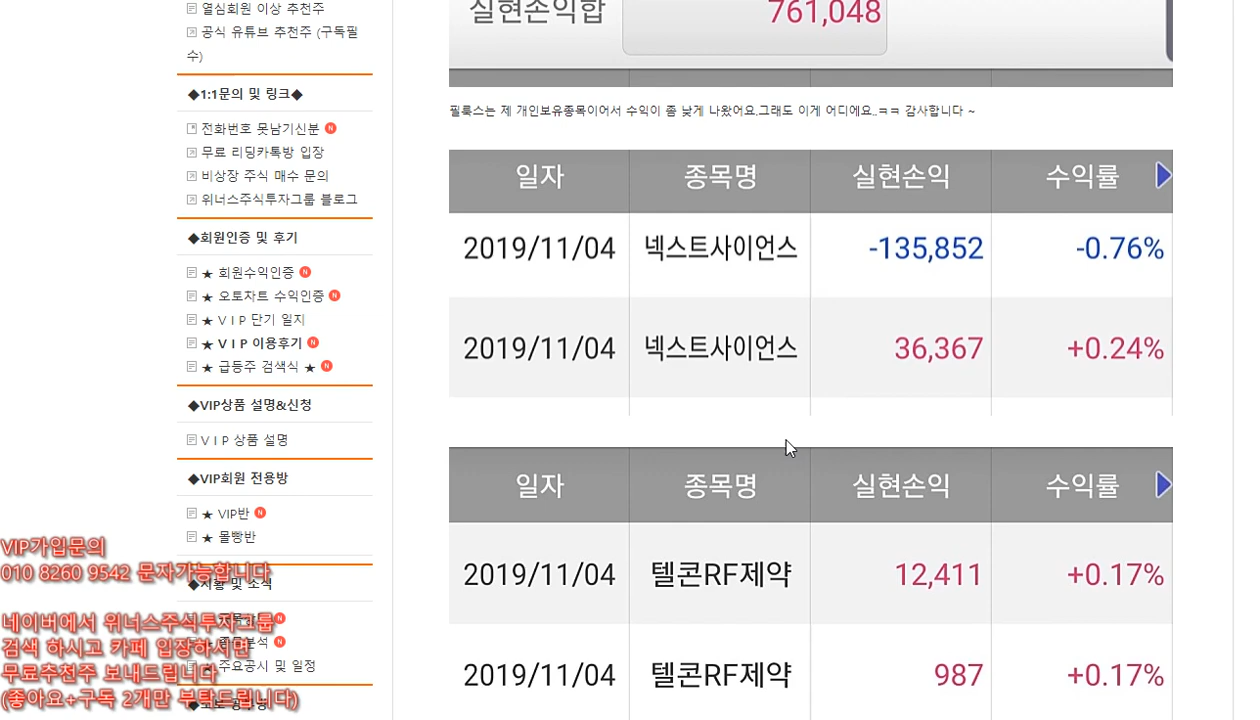 열심회원 이상 추천주
공식 유튜브 추천주 (구독필
수)
◆1:1문의 및 링크◆
전화번호 못남기신분 N
무료 리딩카톡방 입장
비상장 주식 매수 문의
위너스주식투자그룹 블로그
◆회원인증 및 후기
★ 회원수익인증 N
★ 오토차트 수익인증 N
★ V I P 단기 일지
★ V I P 이용후기 N
★ 급등주 검색식 ★ N
◆VIP상품 설명&신청
V I P 상품 설명
◆VIP회원 전용방
★ VIP반 N
★ 몰빵반
및 소식
N
N
주요공시 및 일정
VIP가입문의
010 8260 9542 문자가능합니다
네이버에서 위너스주식투자그룹
검색 하시고 카페 입장하시면
무료추천주 보내드립니다
(좋아요+구독 2개만 부탁드립니다)
실현손익합 761,048
필룩스는 제 개인보유종목이어서 수익이 좀 낮게 나왔어요.그래도 이게 어디에요..ㅋㅋ 감사합니다 ~
일자 종목명 실현손익 수익률
2019/11/04 넥스트사이언스 -135,852 -0.76%
2019/11/04 넥스트사이언스 36,367 +0.24%
일자 종목명 실현손익 수익률
2019/11/04 텔콘RF제약 12,411 +0.17%
2019/11/04 텔콘RF제약 987 +0.17%